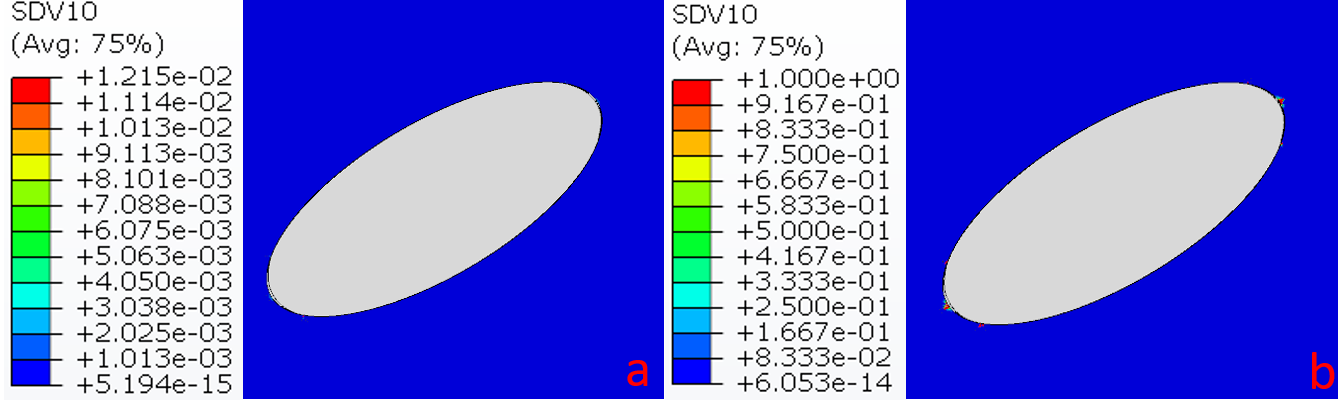 SDV10
(Avg: 75%)
+1.215e-02
+1.114e-02
+1.013e-02
+9.113e-03
+8.101e-03
+7.088e-03
+6.075e-03
+5.063e-03
+4.050e-03
+3.038e-03
+2.025e-03
+1.013e-03
+5.194e-15
a
SDV10
(Avg: 75%)
+1.000e+00
+9.167e-01
+8.333e-01
+7.500e-01
+6.667e-01
+5.833e-01
+5.000e-01
+4.167e-01
+3.333e-01
+2.500e-01
+1.667e-01
+8.333e-02
+6.053e-14
b